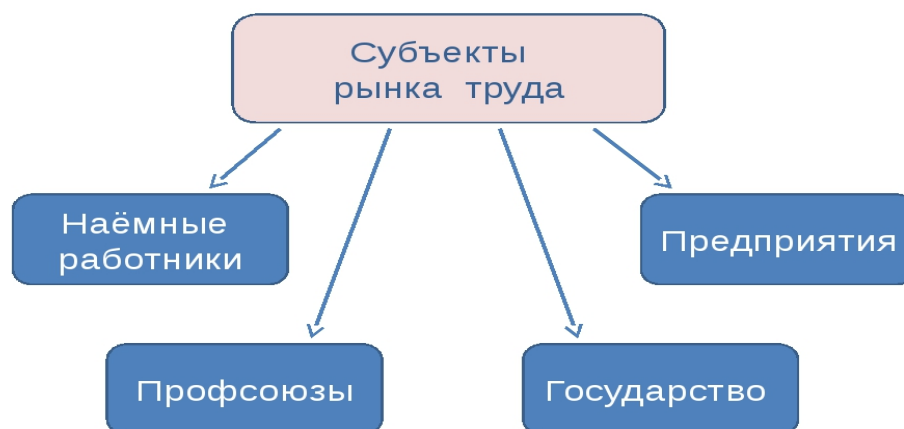 Субъекты
рынка труда
Наёмные
работники
Предприятия
Профсоюзы
Государство